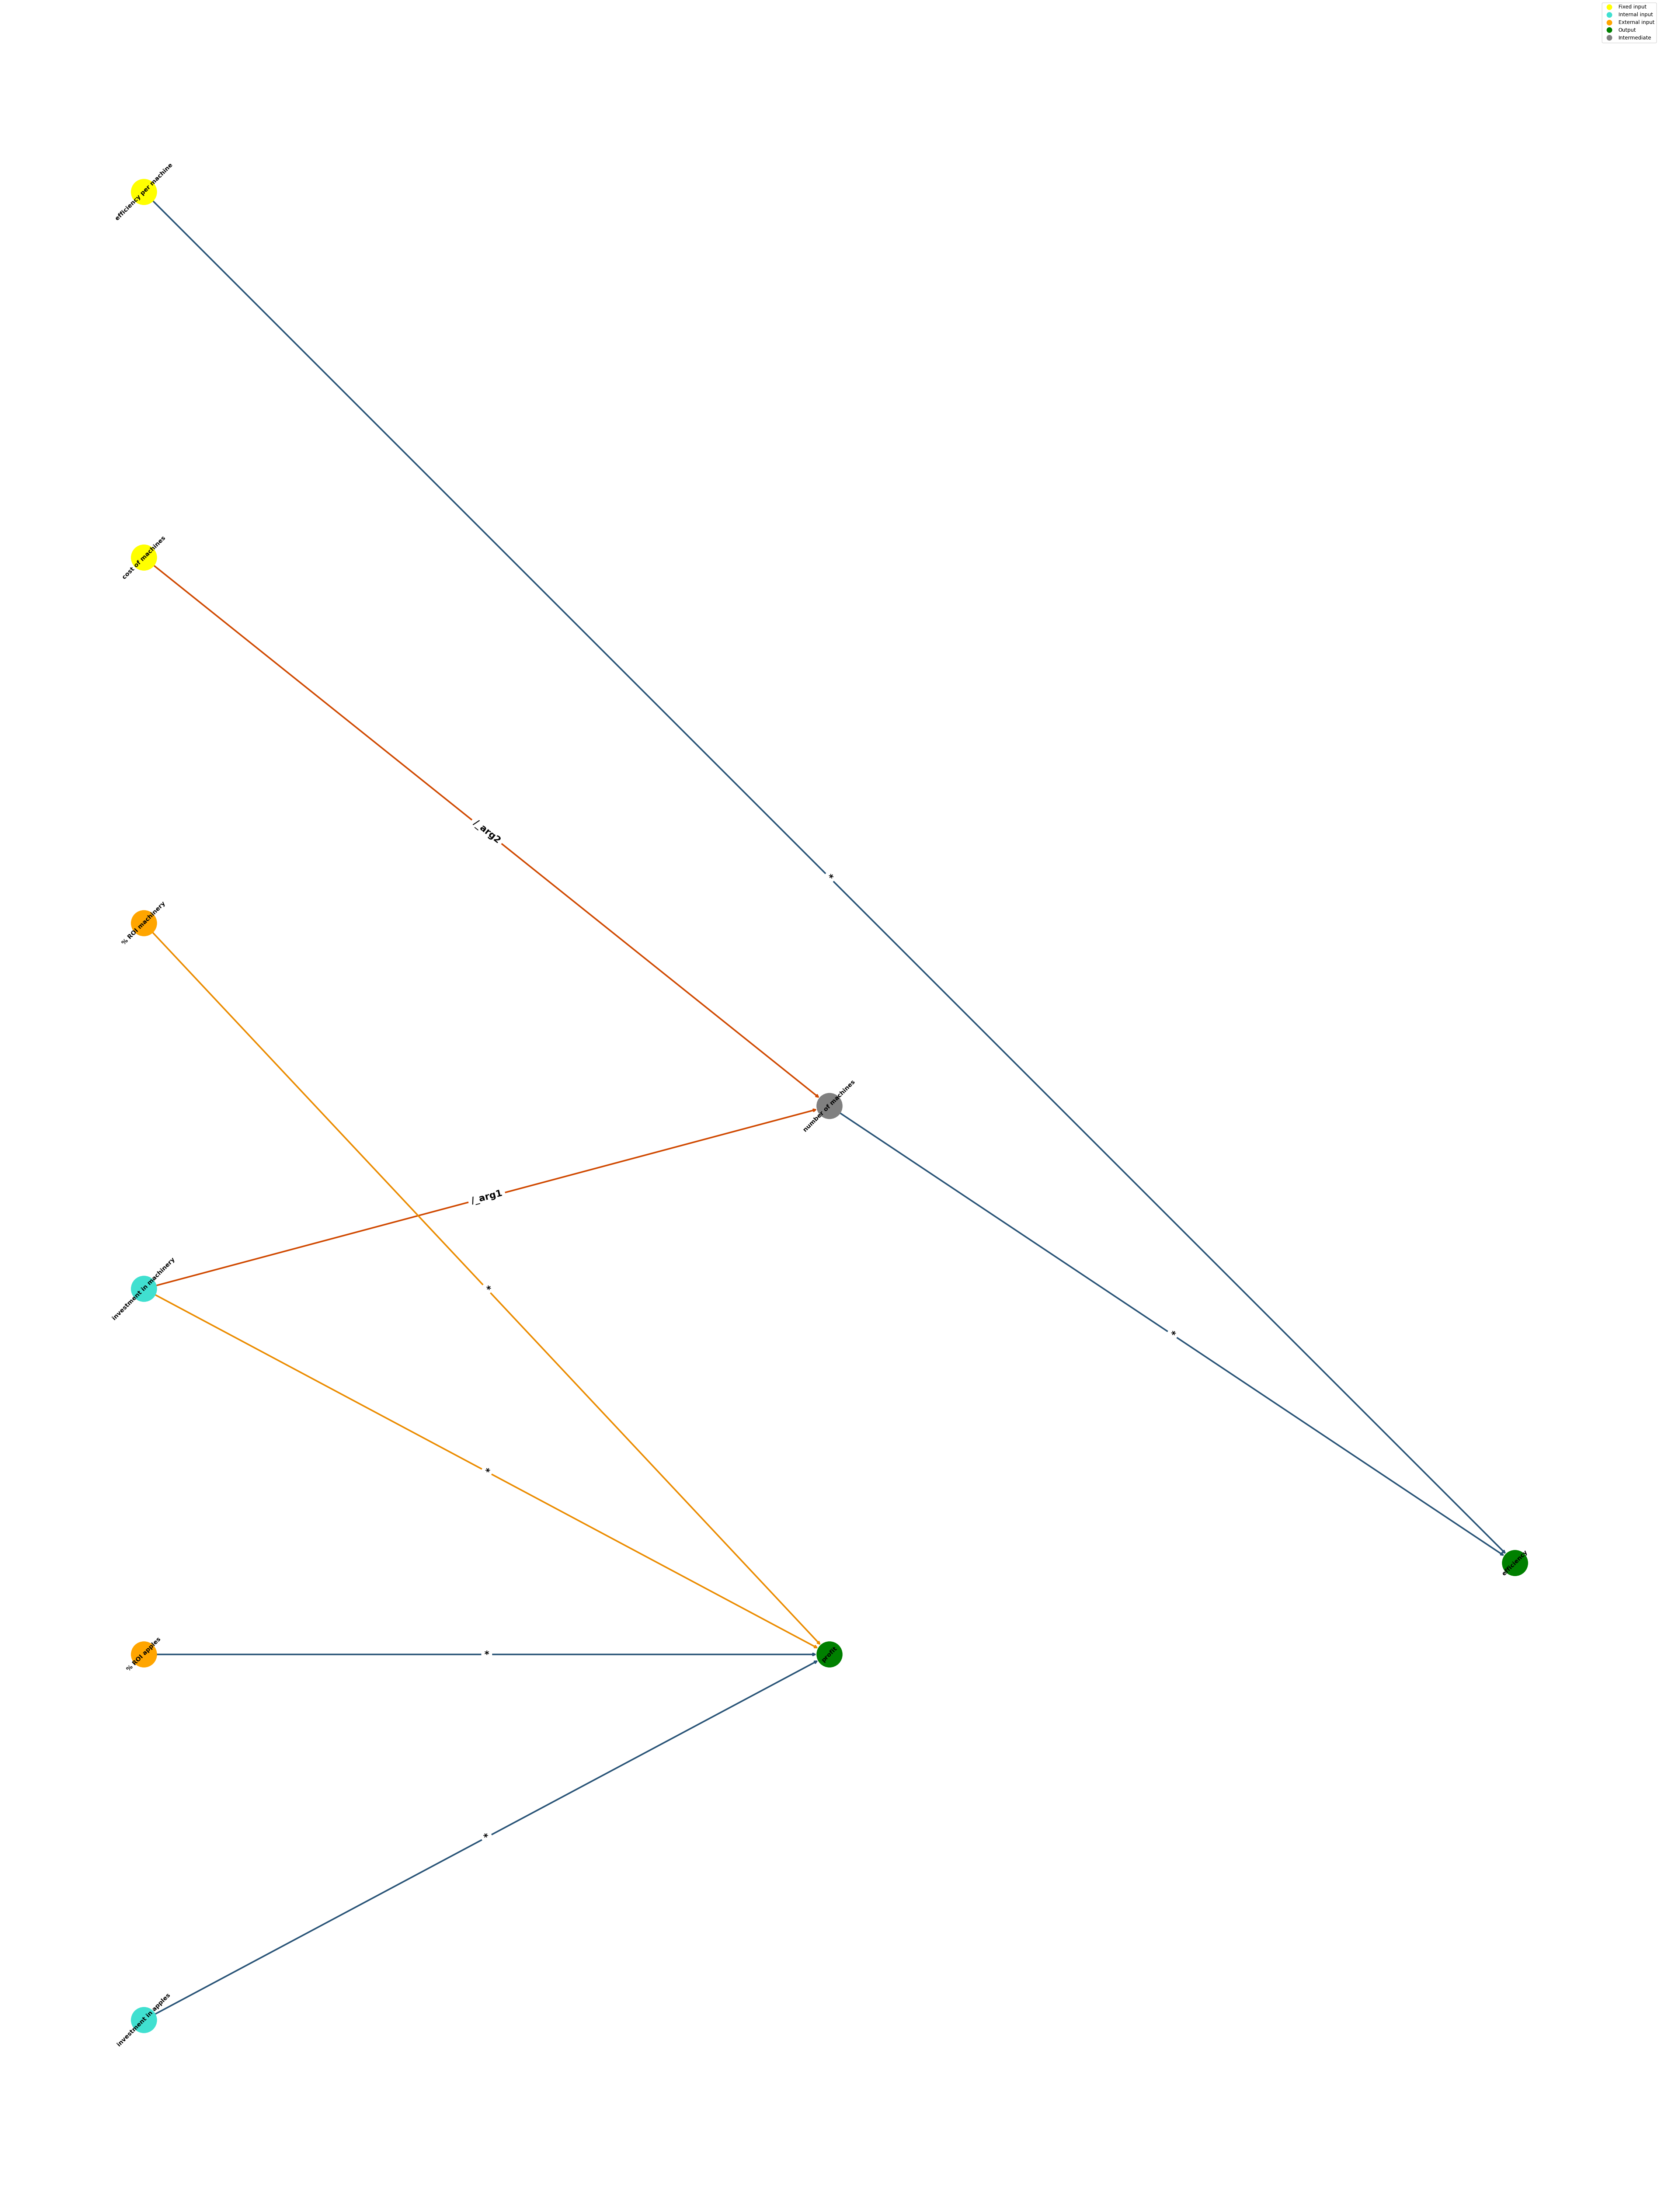 Fixed input
Internal input
External input
Output
Intermediate
efficiency per machine
*
cost of machines
/_arg2
% ROI machinery
number of machines
/_arg1
investment in machinery
*
*
*
efficiency
% ROI apples
*
profit
*
investment in apples